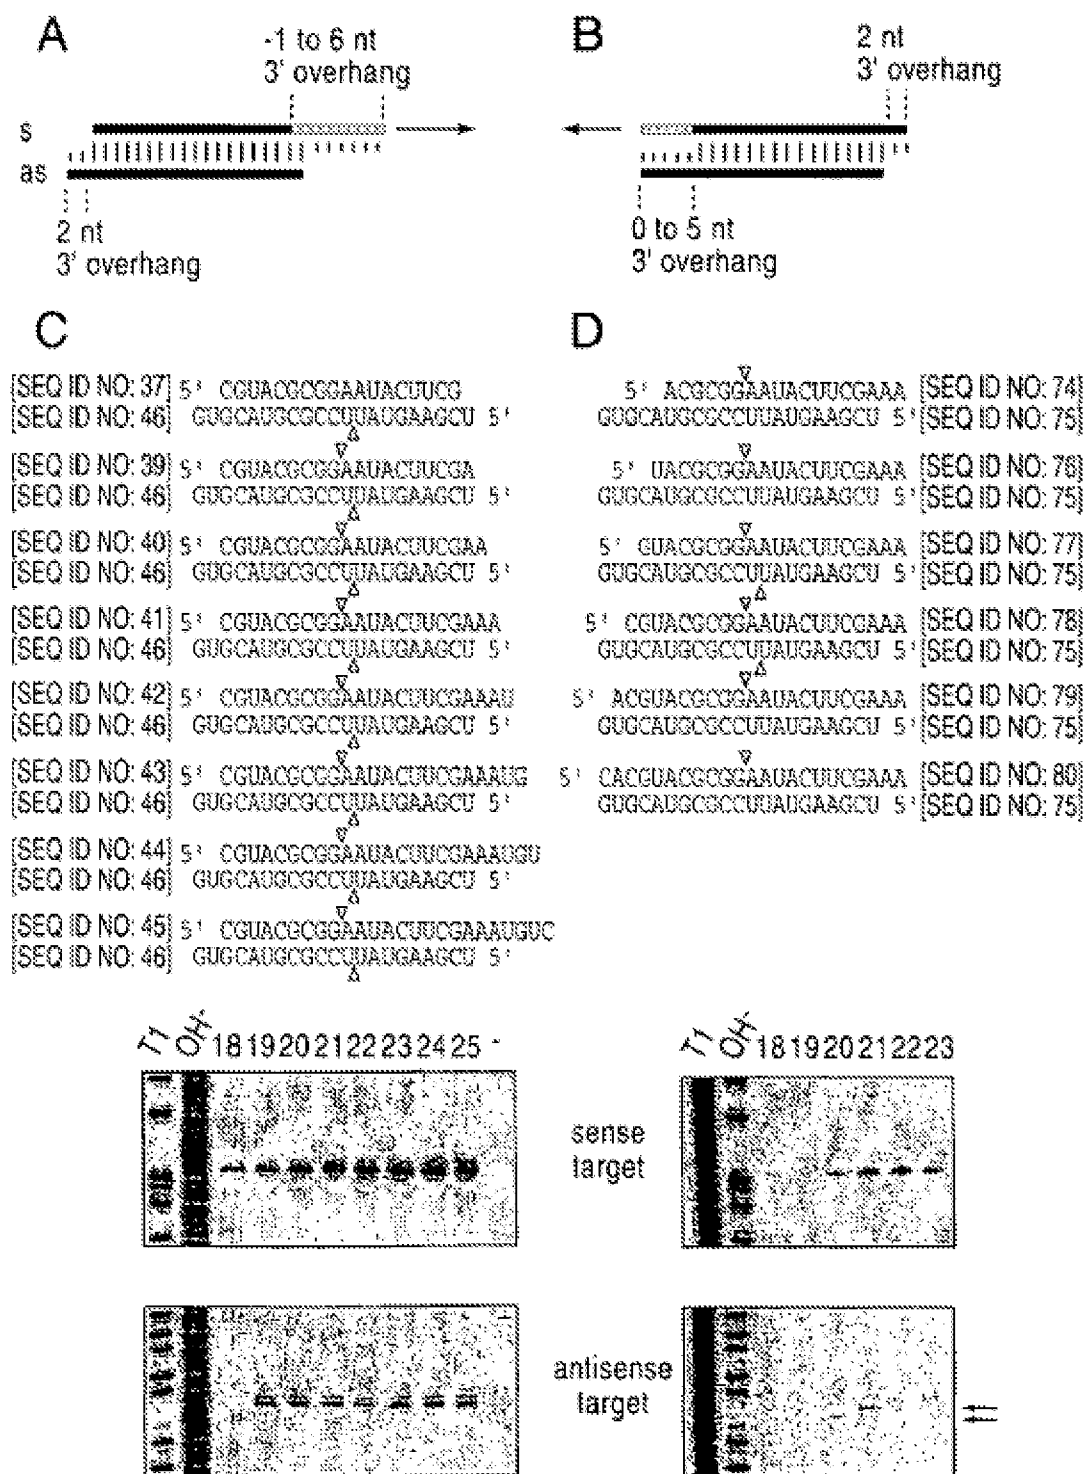 A
-1 to 6 nt
3' overhang
s
as
2 nt
3' overhang
B
2 nt
3' overhang
0 to 5 nt
3' overhang
C
[SEQ ID NO: 37] 5' CGUACGCGGAAUACUUCG
[SEQ ID NO: 46] GUGCAUGCGCCUUAUGAAGCU 5'
[SEQ ID NO: 39] 5' CGUACGCGGAAUACUUCGA
[SEQ ID NO: 46] GUGCAUGCGCCUUAUGAAGCU 5'
[SEQ ID NO: 40] 5' CGUACGCGGAAUACUUCGAA
[SEQ ID NO: 46] GUGCAUGCGCCUUAUGAAGCU 5'
[SEQ ID NO: 41] 5' CGUACGCGGAAUACUUCGAAA
[SEQ ID NO: 46] GUGCAUGCGCCUUAUGAAGCU 5'
[SEQ ID NO: 42] 5' CGUACGCGGAAUACUUCGAAAU
[SEQ ID NO: 46] GUGCAUGCGCCUUAUGAAGCU 5'
[SEQ ID NO: 43] 5' CGUACGCGGAAUACUUCGAAAUG
[SEQ ID NO: 46] GUGCAUGCGCCUUAUGAAGCU 5'
[SEQ ID NO: 44] 5' CGUACGCGGAAUACUUCGAAAUGU
[SEQ ID NO: 46] GUGCAUGCGCCUUAUGAAGCU 5'
[SEQ ID NO: 45] 5' CGUACGCGGAAUACUUCGAAAUGUC
[SEQ ID NO: 46] GUGCAUGCGCCUUAUGAAGCU 5'
D
5' ACGCGGAAUACUUCGAAA [SEQ ID NO: 74]
GUGCAUGCGCCUUAUGAAGCU 5' [SEQ ID NO: 75]
5' UACGCGGAAUACUUCGAAA [SEQ ID NO: 76]
GUGCAUGCGCCUUAUGAAGCU 5' [SEQ ID NO: 75]
5' GUACGCGGAAUACUUCGAAA [SEQ ID NO: 77]
GUGCAUGCGCCUUAUGAAGCU 5' [SEQ ID NO: 75]
5' CGUACGCGGAAUACUUCGAAA [SEQ ID NO: 78]
GUGCAUGCGCCUUAUGAAGCU 5' [SEQ ID NO: 75]
5' ACGUACGCGGAAUACUUCGAAA [SEQ ID NO: 79]
GUGCAUGCGCCUUAUGAAGCU 5' [SEQ ID NO: 75]
5' CACGUACGCGGAAUACUUCGAAA [SEQ ID NO: 80]
GUGCAUGCGCCUUAUGAAGCU 5' [SEQ ID NO: 75]
T1 OH- 18 19 20 21 22 23 24 25 -
T1 OH- 18 19 20 21 22 23
sense
target
antisense
target